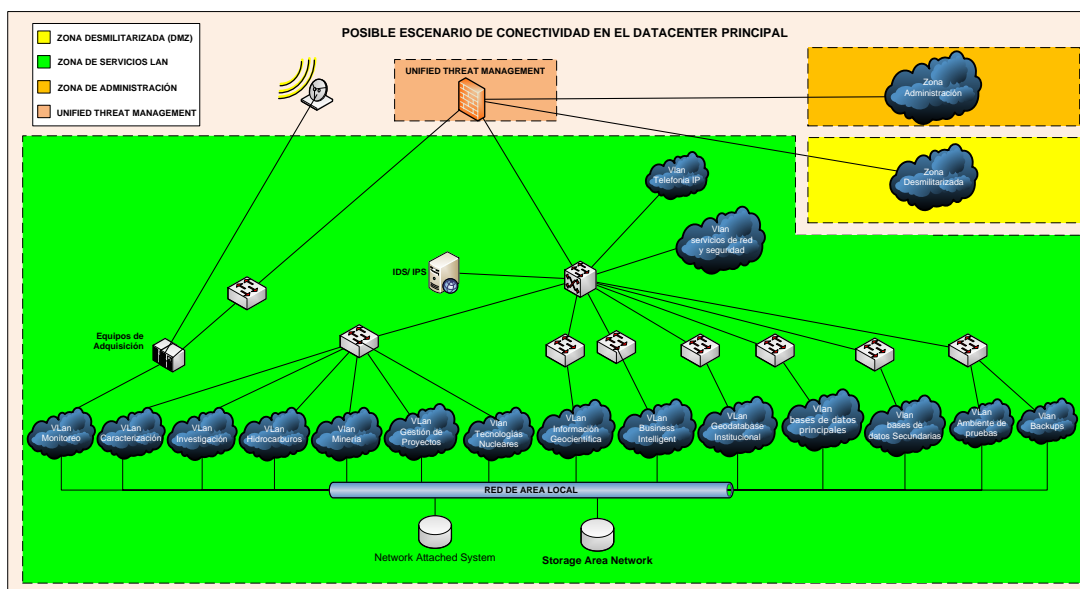 POSIBLE ESCENARIO DE CONECTIVIDAD EN EL DATACENTER PRINCIPAL
ZONA DESMILITARIZADA (DMZ)
ZONA DE SERVICIOS LAN
ZONA DE ADMINISTRACIÓN
UNIFIED THREAT MANAGEMENT
UNIFIED THREAT MANAGEMENT
Zona
Administración
Zona
Desmilitarizada
Vlan
Telefonia IP
Vlan
servicios de red
y seguridad
IDS/ IPS
Equipos de
Adquisición
VLan
Monitoreo
VLan
Caracterización
VLan
Investigación
VLan
Hidrocarburos
VLan
Minería
VLan
Gestión de
Proyectos
Vlan
Tecnologías
Nucleares
VLan
Información
Geocientífica
VLan
Business
Intelligent
VLan
Geodatabase
Institucional
Vlan
bases de datos
principales
Vlan
bases de
datos Secundarias
VLan
Ambiente de
pruebas
Vlan
Backups
RED DE AREA LOCAL
Network Attached System
Storage Area Network